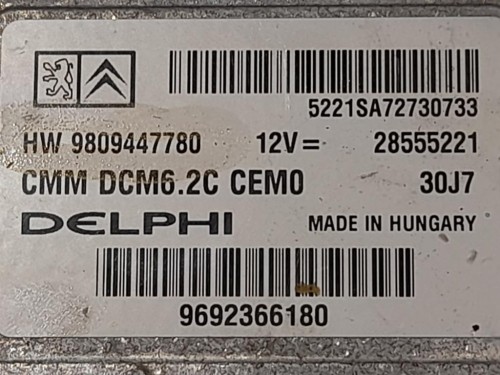 5221SA72730733
HW 9809447780 12V= 28555221
CMM DCM6.2C CEM0 30J7
DELPHI MADE IN HUNGARY
9692366180